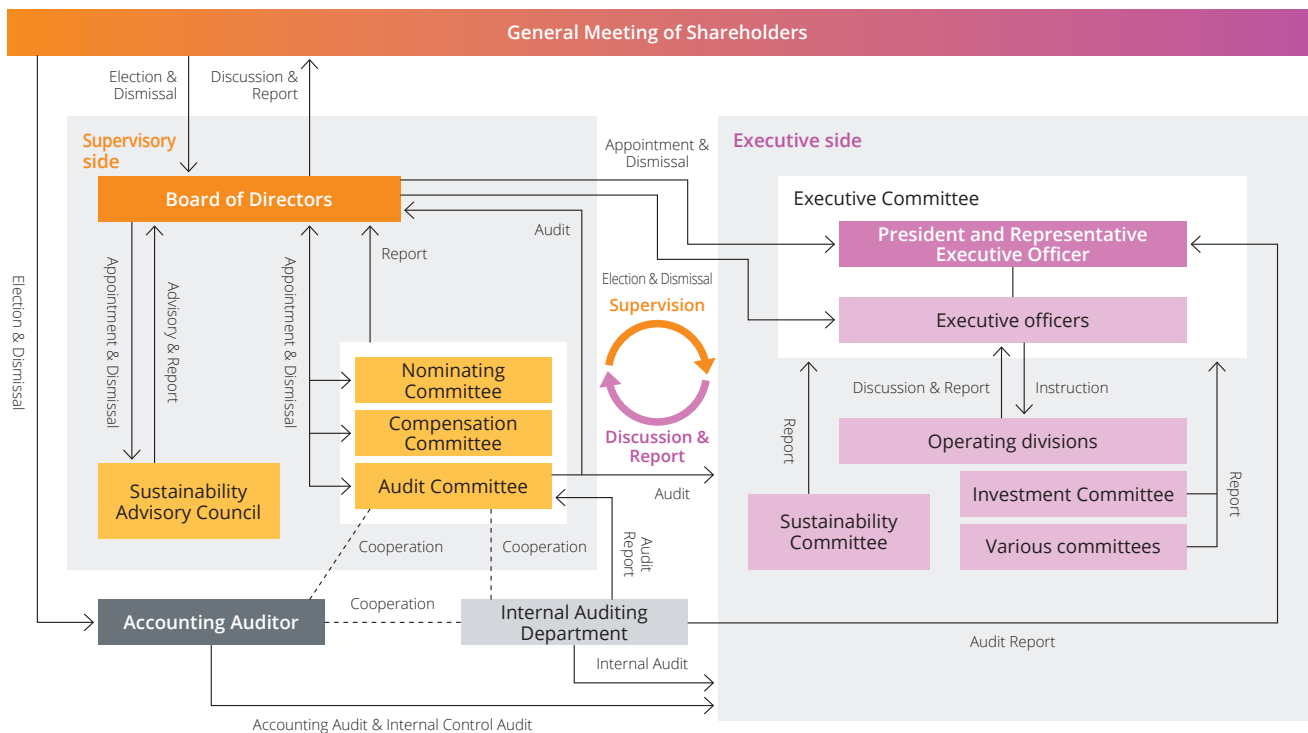 General Meeting of Shareholders
Election &
Dismissal
Discussion &
Report
Supervisory
side
Board of Directors
Appointment &
Dismissal
Executive side
Executive Committee
President and Representative
Executive Officer
Executive officers
Audit
Report
Election & Dismissal
Appointment & Dismissal
Advisory & Report
Appointment & Dismissal
Election & Dismissal
Supervision
Discussion &
Report
Nominating
Committee
Compensation
Committee
Audit Committee
Sustainability
Advisory Council
Audit
Discussion & Report
Instruction
Operating divisions
Report
Investment Committee
Sustainability
Committee
Various committees
Report
Cooperation
Cooperation
Audit
Report
Accounting Auditor
Cooperation
Internal Auditing
Department
Audit Report
Internal Audit
Accounting Audit & Internal Control Audit